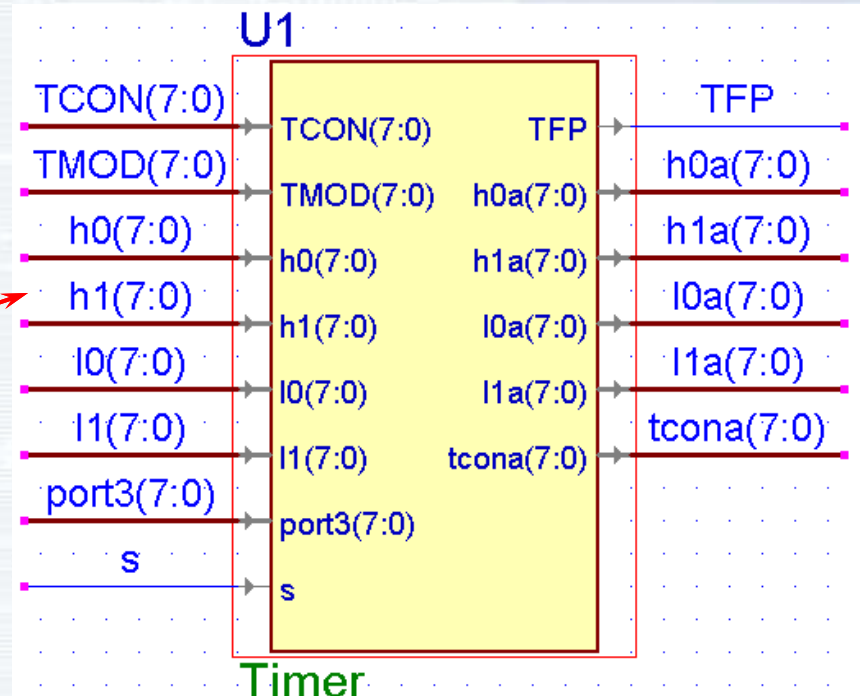 U1
TCON(7:0)
TMOD(7:0)
h0(7:0)
h1(7:0)
l0(7:0)
l1(7:0)
port3(7:0)
s
TCON(7:0) TFP
TMOD(7:0) h0a(7:0)
h0(7:0) h1a(7:0)
h1(7:0) l0a(7:0)
l0(7:0) l1a(7:0)
l1(7:0) tcona(7:0)
port3(7:0)
s
TFP
h0a(7:0)
h1a(7:0)
l0a(7:0)
l1a(7:0)
tcona(7:0)
Timer